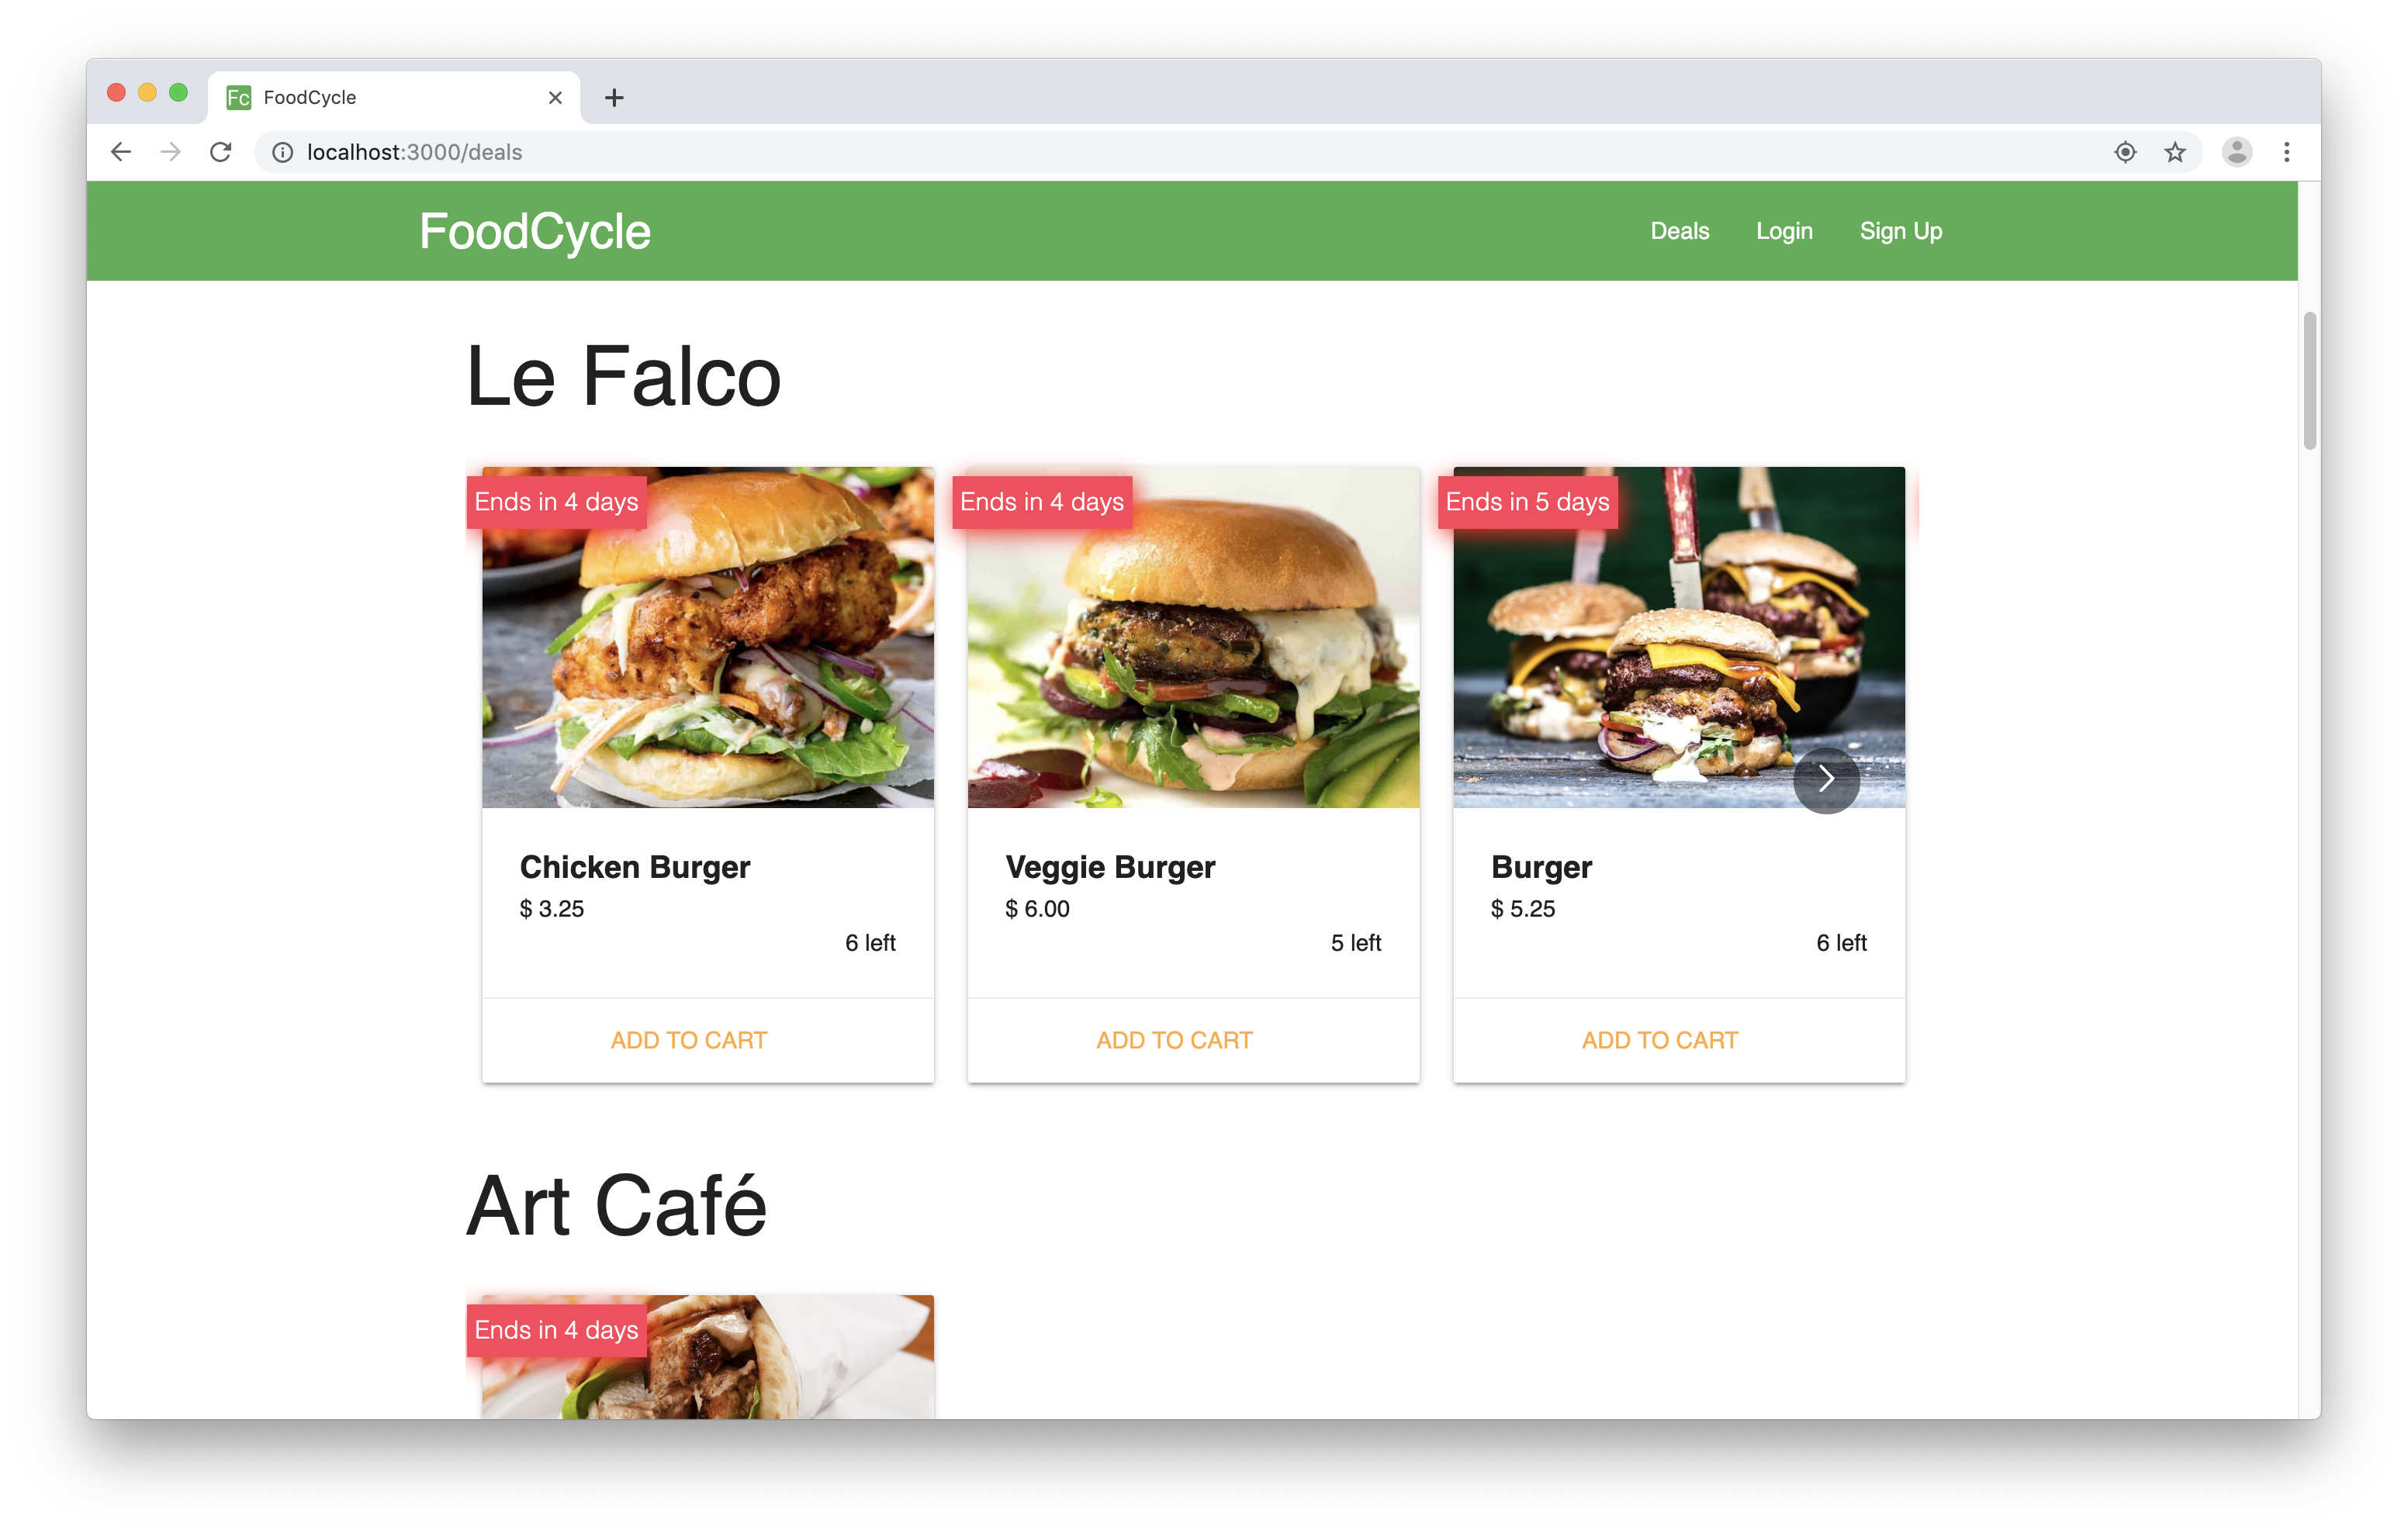 Fc FoodCycle
localhost:3000/deals
FoodCycle Deals Login Sign Up
Le Falco
Ends in 4 days
Ends in 4 days
Ends in 5 days
Chicken Burger
$ 3.25
6 left
ADD TO CART
Veggie Burger
$ 6.00
5 left
ADD TO CART
Burger
$ 5.25
6 left
ADD TO CART
Art Café
Ends in 4 days